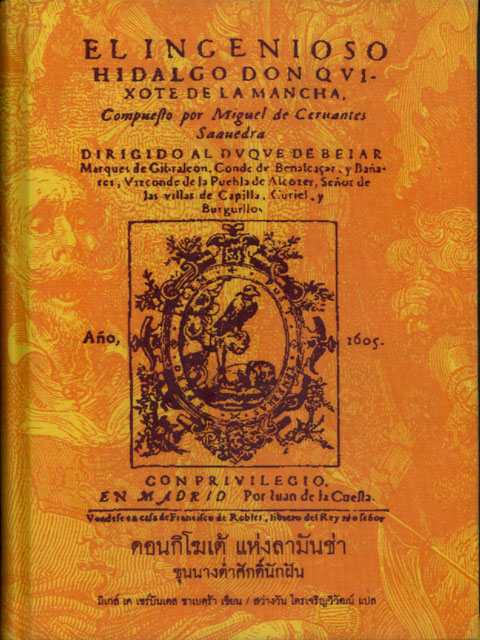 EL INGENIOSO
HIDALGO DON QVI-
XOTE DE LA MANCHA,
Compuesto por Miguel de Ceruantes
Saauedra
DIRIGIDO AL DVQVE DE BEIAR
Marques de Gibraleon, Conde de Benalcaçar, y Baña-
res, Vizconde de la Puebla de Alcozer, Señor de
las villas de Capilla, Curiel, y
Burguillos
Año, 1605.
CON PRIVILEGIO,
EN MADRID Por Iuan de la Cuesta.
Vendese en casa de Francisco de Robles, librero del Rey nro señor
ดอนกิโฆเต้ แห่งลามันช่า
ขุนนางต่ำศักดิ์นักฝัน
มิเกล์ เด เซร์บันเตส ซาเบดร้า เขียน / สว่างวัน ไตรเจริญวิวัฒน์ แปล